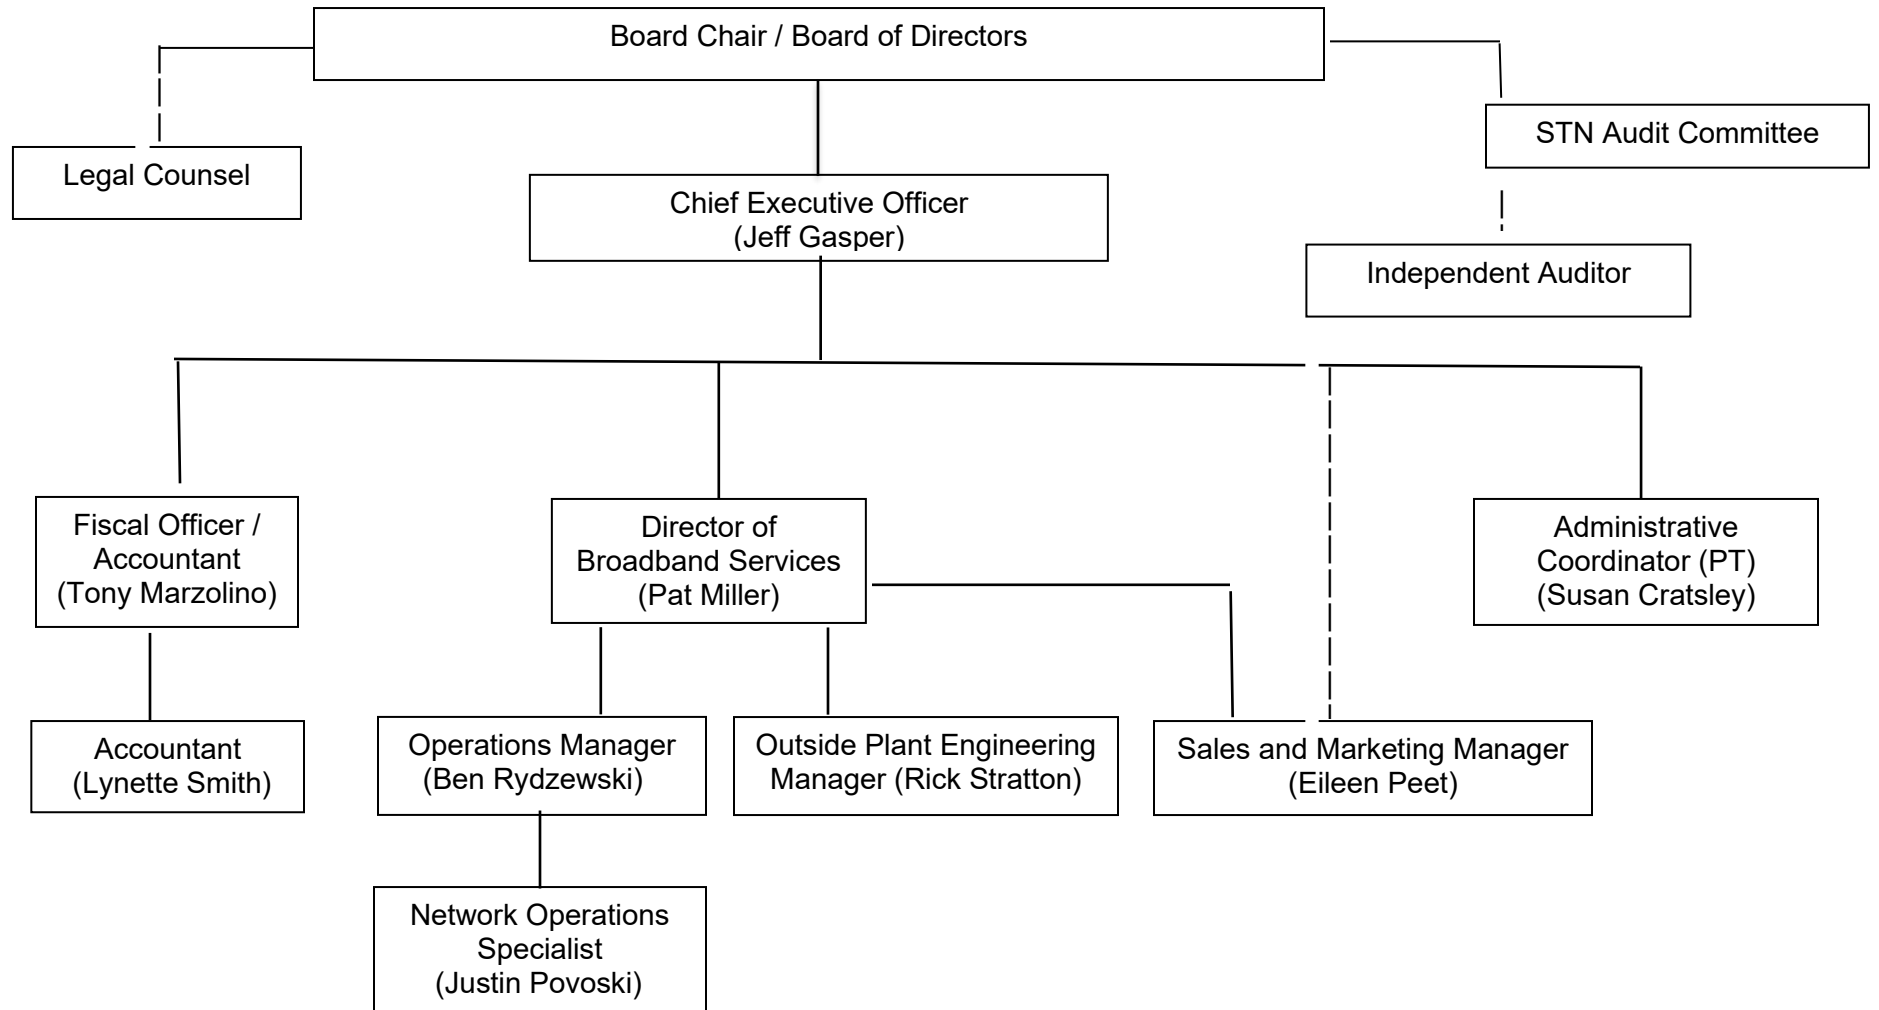 Board Chair / Board of Directors
Legal Counsel
STN Audit Committee
Chief Executive Officer
(Jeff Gasper)
Independent Auditor
Fiscal Officer /
Accountant
(Tony Marzolino)
Director of
Broadband Services
(Pat Miller)
Administrative
Coordinator (PT)
(Susan Cratsley)
Accountant
(Lynette Smith)
Operations Manager
(Ben Rydzewski)
Outside Plant Engineering
Manager (Rick Stratton)
Sales and Marketing Manager
(Eileen Peet)
Network Operations
Specialist
(Justin Povoski)